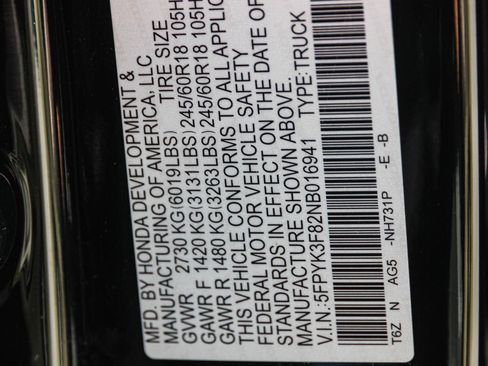 MFD. BY HONDA DEVELOPMENT &
MANUFACTURING OF AMERICA, LLC
TIRE SIZE
GVWR 2730 KG(6019LBS)
GAWR F 1420 KG(3131LBS) 245/60R18 105H
GAWR R 1480 KG(3263LBS) 245/60R18 105H
THIS VEHICLE CONFORMS TO ALL APPLIC
FEDERAL MOTOR VEHICLE SAFETY
STANDARDS IN EFFECT ON THE DATE OF
MANUFACTURE SHOWN ABOVE.
V.I.N.:5FPYK3F82NB016941 TYPE:TRUCK
T6Z N AG5 -NH731P -E -B